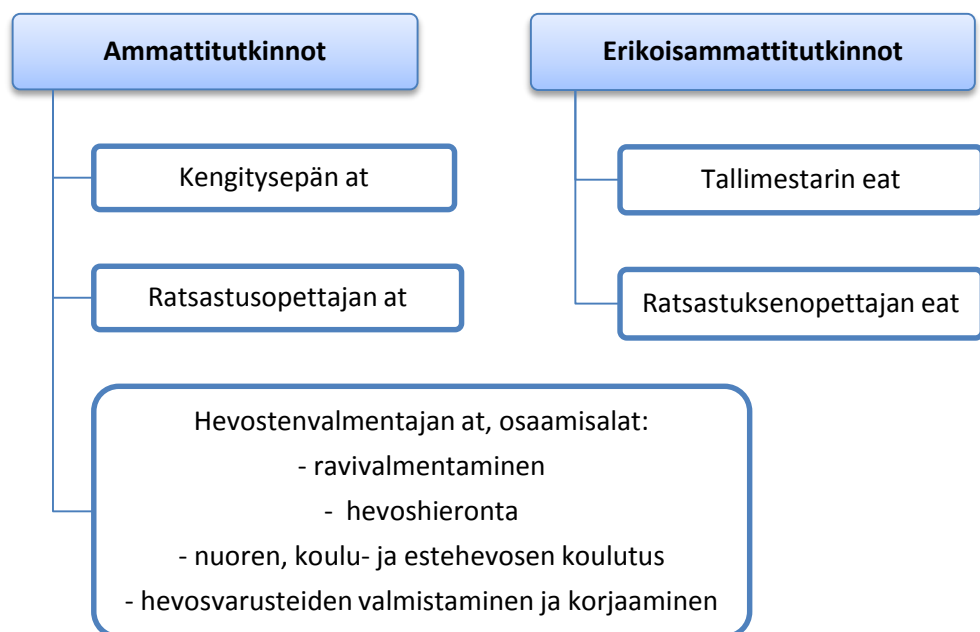 Ammattitutkinnot
Kengitysepän at
Ratsastusopettajan at
Hevostenvalmentajan at, osaamisalat:
- ravivalmentaminen
- hevoshieronta
- nuoren, koulu- ja estehevosen koulutus
- hevosvarusteiden valmistaminen ja korjaaminen
Erikoisammattitutkinnot
Tallimestarin eat
Ratsastuksenopettajan eat